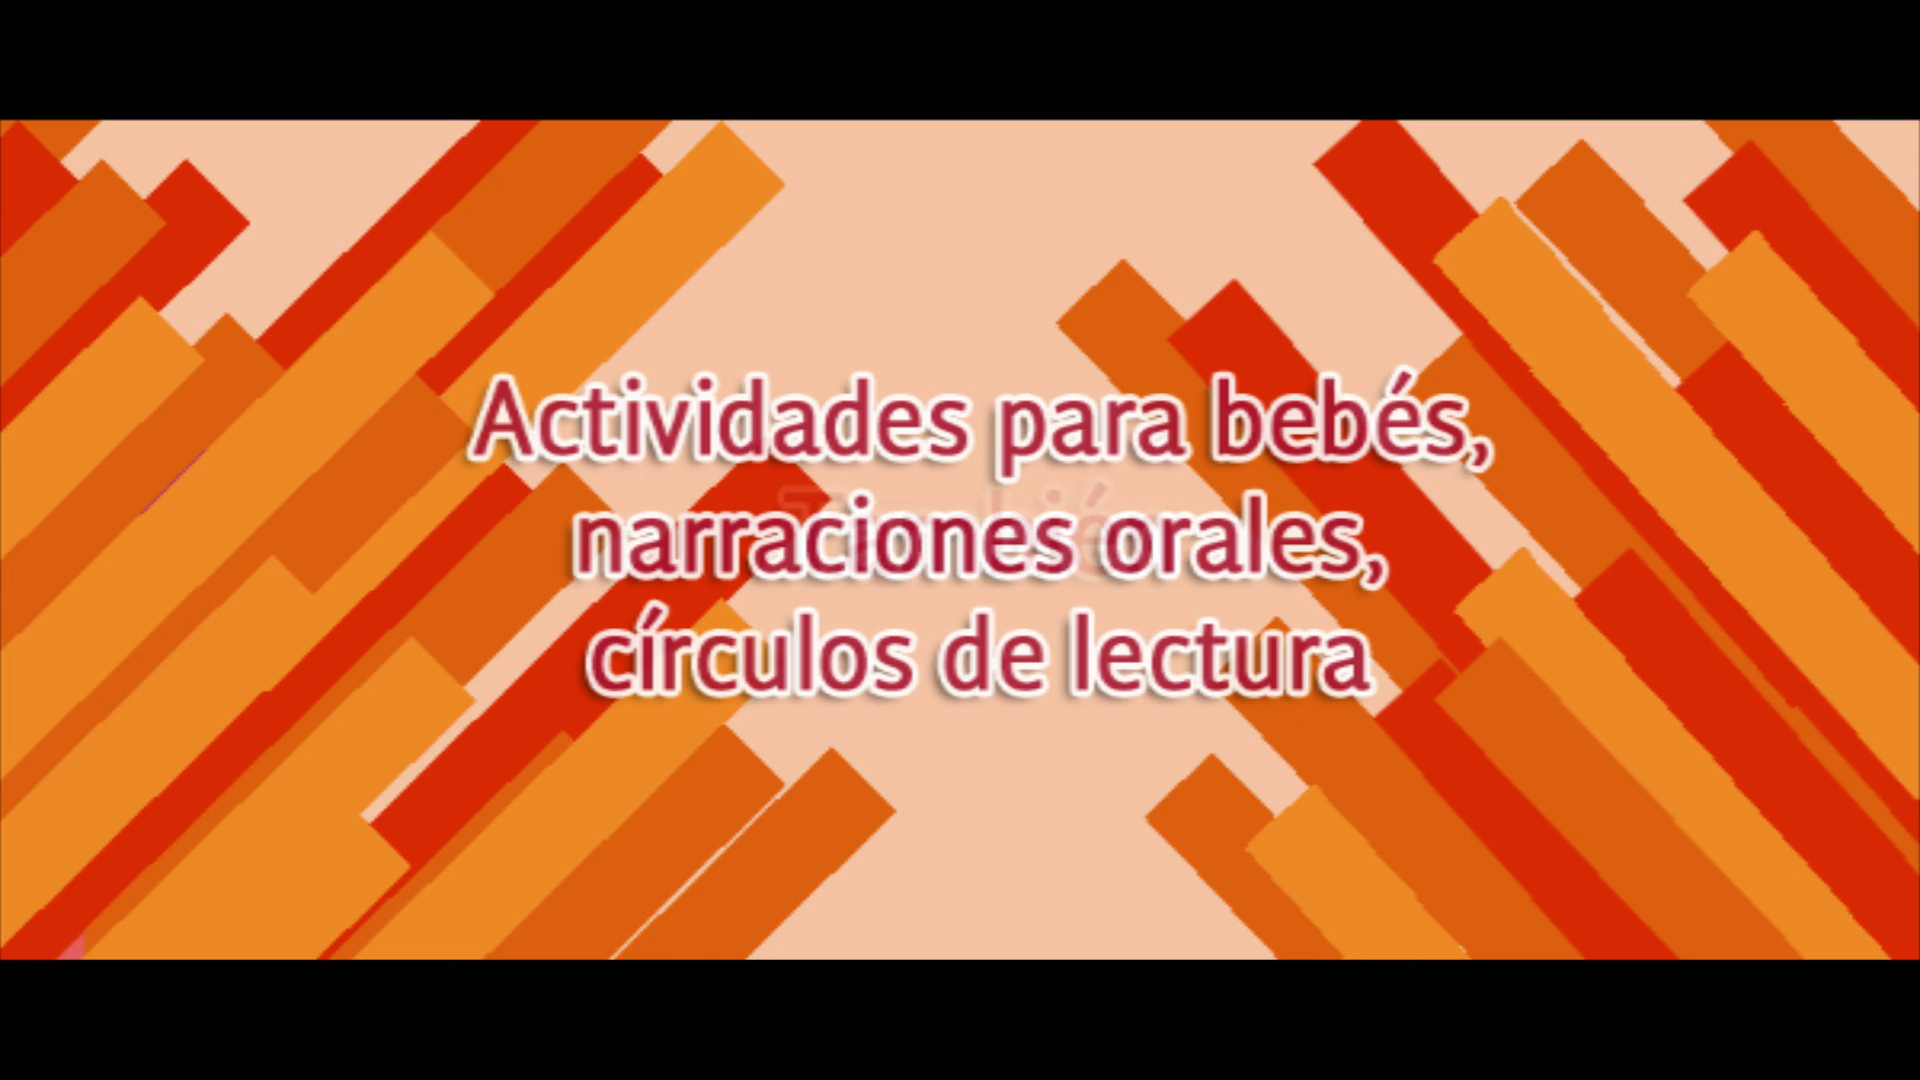 Actividades para bebés,
narraciones orales,
círculos de lectura